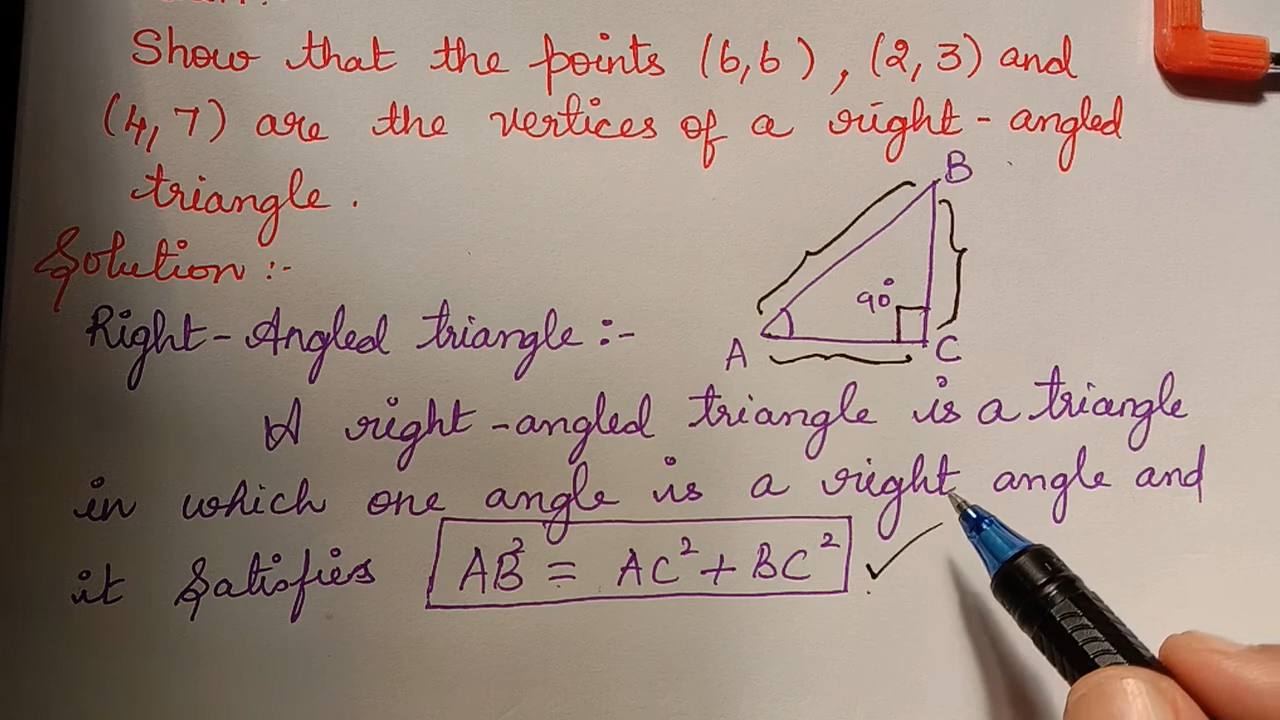 Show that the points (6,6), (2,3) and
(4,7) are the vertices of a right-angled
triangle.
Solution :-
Right-Angled triangle :-
A right-angled triangle is a triangle
in which one angle is a right angle and
it satisfies AB² = AC² + BC²
B
90°
A
C